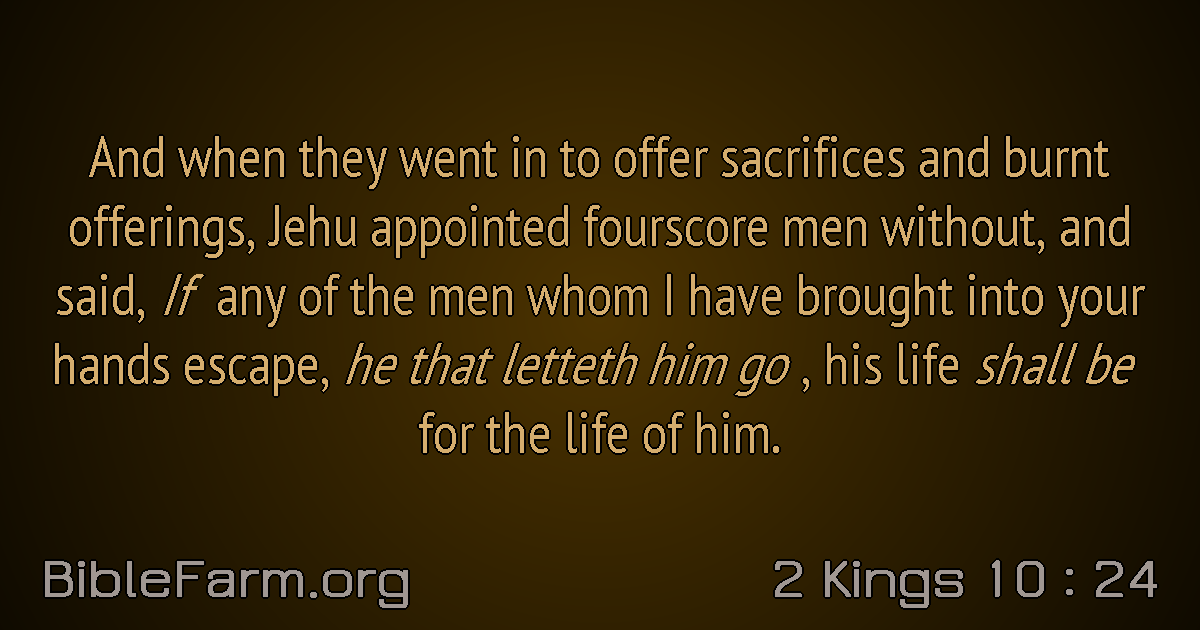 And when they went in to offer sacrifices and burnt
offerings, Jehu appointed fourscore men without, and
said, If any of the men whom I have brought into your
hands escape, he that letteth him go , his life shall be
for the life of him.
BibleFarm.org
2 Kings 10 : 24